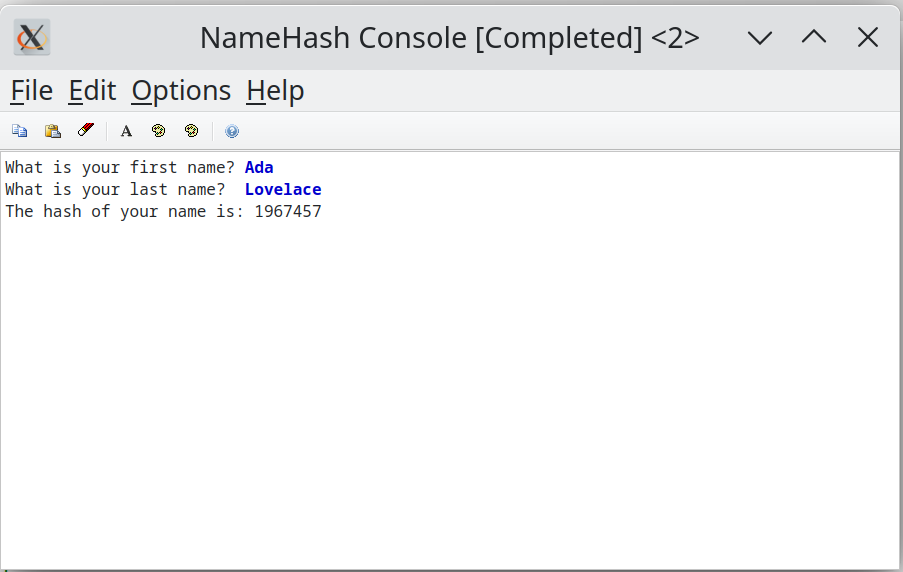 NameHash Console [Completed] <2>
File Edit Options Help
A
What is your first name? Ada
What is your last name?  Lovelace
The hash of your name is: 1967457